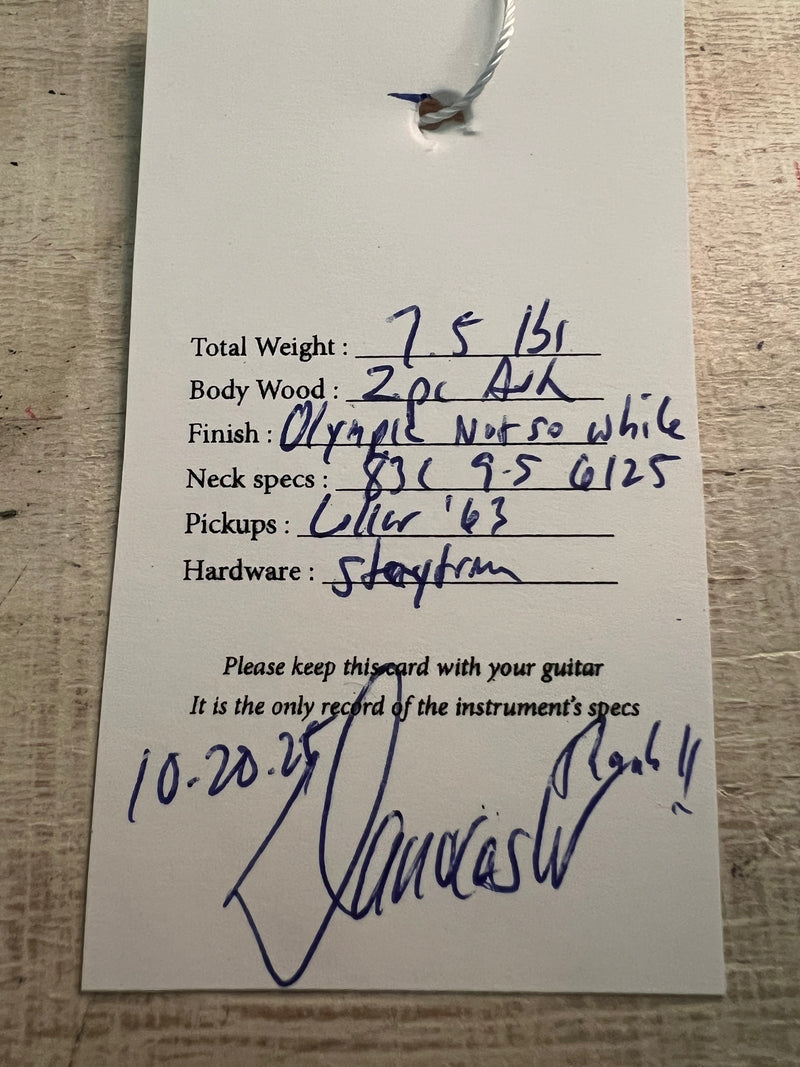 Total Weight : 7.5 lbs
Body Wood : 2pc Ash
Finish : Olympic Not so white
Neck specs : 83C 9.5 6125
Pickups : Lollar '63
Hardware : Staytrem
Please keep this card with your guitar
It is the only record of the instrument's specs
10.20.25
Thank !!